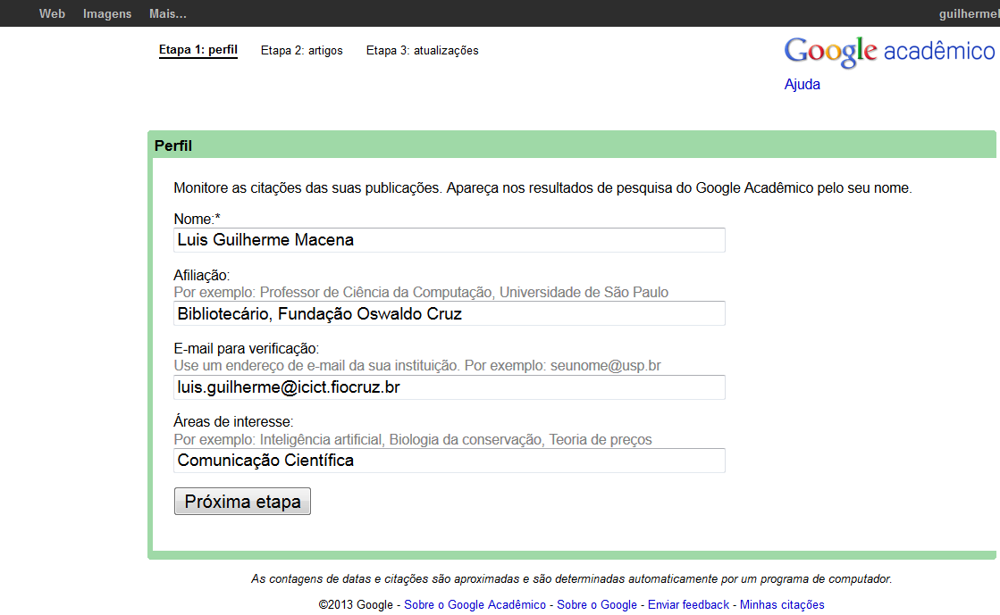 Web Imagens Mais...
Etapa 1: perfil Etapa 2: artigos Etapa 3: atualizações
Google acadêmico
Ajuda
Perfil
Monitore as citações das suas publicações. Apareça nos resultados de pesquisa do Google Acadêmico pelo seu nome.
Nome:*
Luis Guilherme Macena
Afiliação:
Por exemplo: Professor de Ciência da Computação, Universidade de São Paulo
Bibliotecário, Fundação Oswaldo Cruz
E-mail para verificação:
Use um endereço de e-mail da sua instituição. Por exemplo: seunome@usp.br
luis.guilherme@icict.fiocruz.br
Áreas de interesse:
Por exemplo: Inteligência artificial, Biologia da conservação, Teoria de preços
Comunicação Científica
Próxima etapa
As contagens de datas e citações são aproximadas e são determinadas automaticamente por um programa de computador.
©2013 Google - Sobre o Google Acadêmico - Sobre o Google - Enviar feedback - Minhas citações